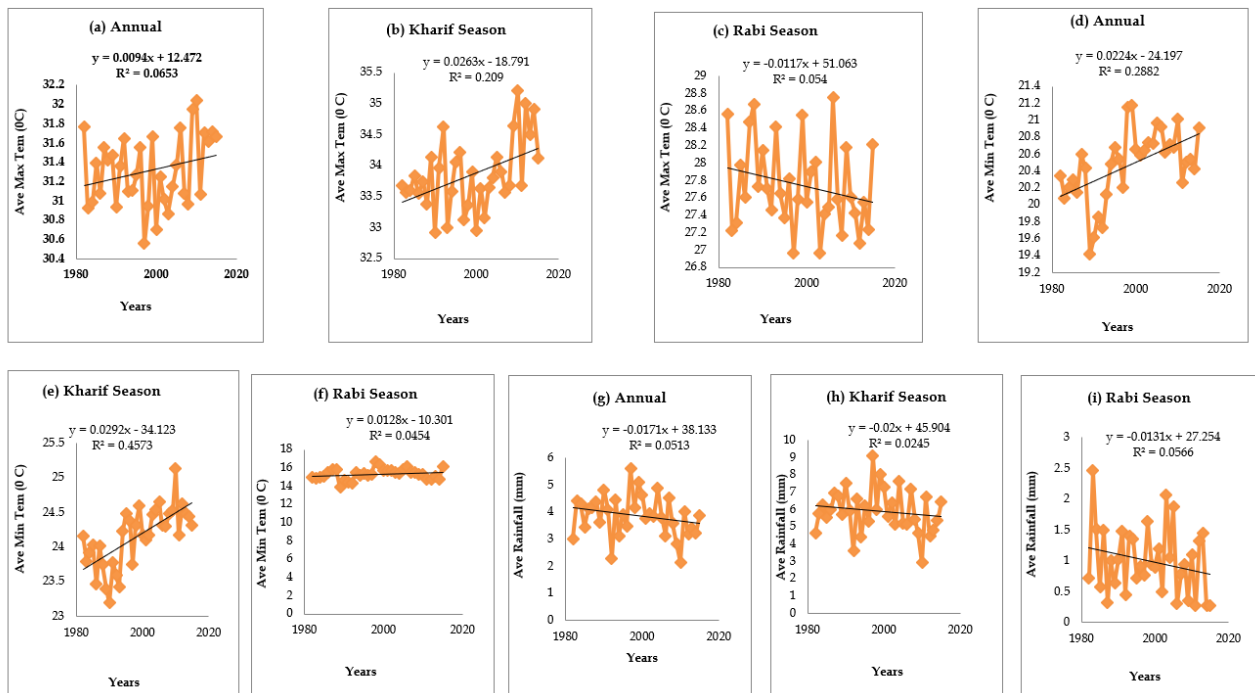 (a) Annual
y = 0.0094x + 12.472
R² = 0.0653
Ave Max Tem (0C)
32.2
32
31.8
31.6
31.4
31.2
31
30.8
30.6
30.4
1980
2000
2020
Years
(b) Kharif Season
y = 0.0263x - 18.791
R² = 0.209
Ave Max Tem (0 C)
35.5
35
34.5
34
33.5
33
32.5
1980
2000
2020
Years
(c) Rabi Season
y = -0.0117x + 51.063
R² = 0.054
Ave Max Tem (0 C)
29
28.8
28.6
28.4
28.2
28
27.8
27.6
27.4
27.2
27
26.8
1980
2000
2020
Years
(d) Annual
y = 0.0224x - 24.197
R² = 0.2882
Ave Min Tem (0 C)
21.4
21.2
21
20.8
20.6
20.4
20.2
20
19.8
19.6
19.4
19.2
1980
2000
2020
Years
(e) Kharif Season
y = 0.0292x - 34.123
R² = 0.4573
Ave Min Tem (0 C)
25.5
25
24.5
24
23.5
23
1980
2000
2020
Years
(f) Rabi Season
y = 0.0128x - 10.301
R² = 0.0454
Ave Min Tem (0 C)
18
16
14
12
10
8
6
4
2
0
1980
2000
2020
Years
(g) Annual
y = -0.0171x + 38.133
R² = 0.0513
Ave Rainfall (mm)
6
5
4
3
2
1
0
1980
2000
2020
Years
(h) Kharif Season
y = -0.02x + 45.904
R² = 0.0245
Ave Rainfall (mm)
10
9
8
7
6
5
4
3
2
1
0
1980
2000
2020
Years
(i) Rabi Season
y = -0.0131x + 27.254
R² = 0.0566
Ave Rainfall (mm)
3
2.5
2
1.5
1
0.5
0
1980
2000
2020
Years